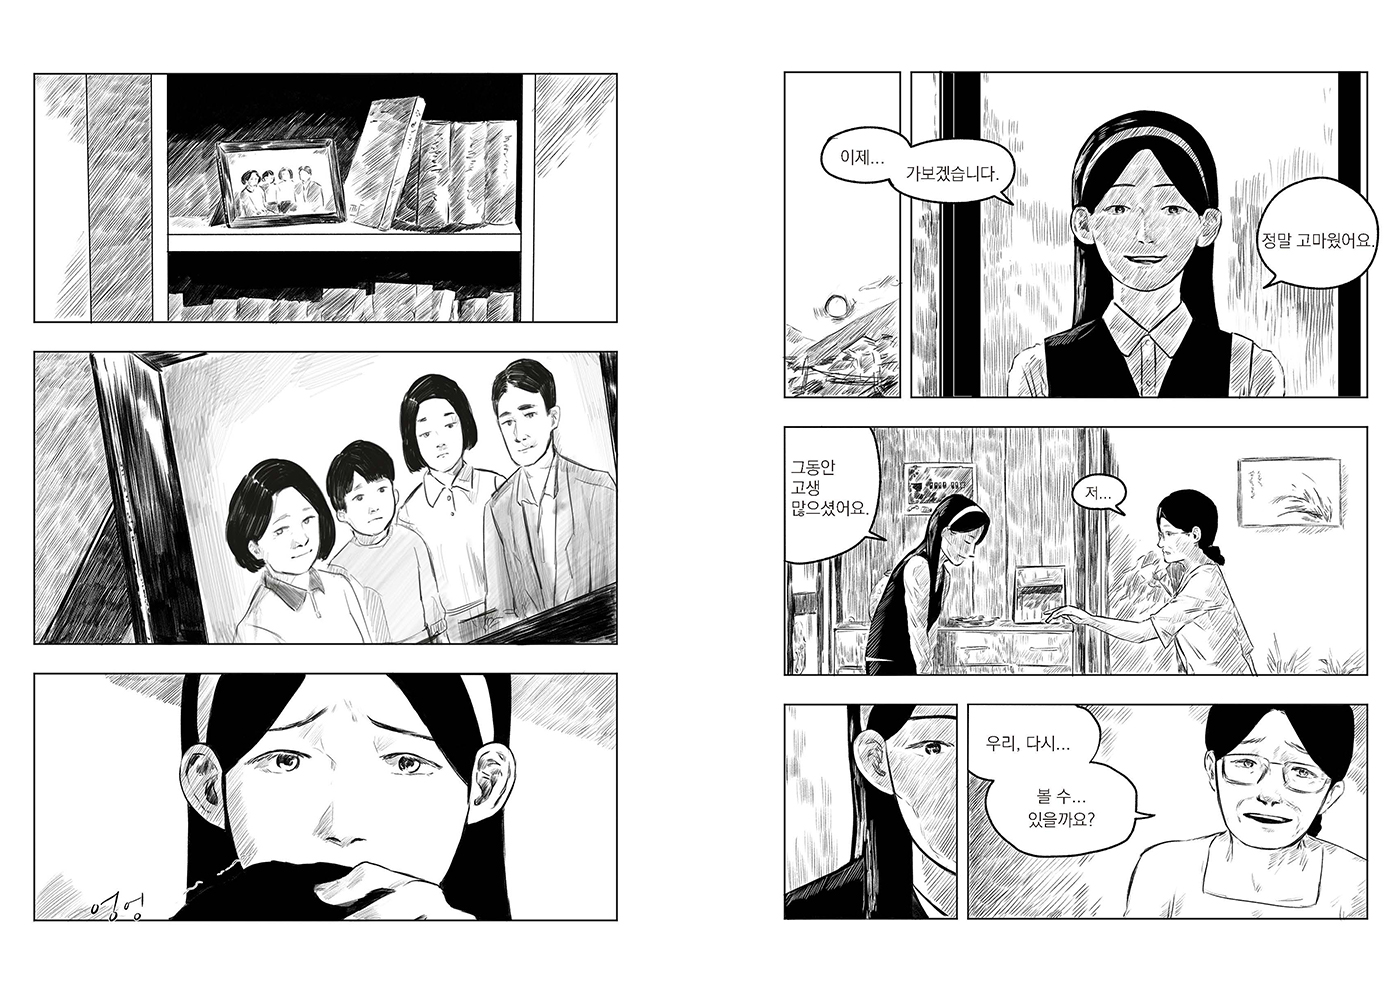 엉엉
이제...
가보겠습니다.
정말 고마웠어요.
그동안
고생
많으셨어요.
저...
우리, 다시...
볼 수...
있을까요?